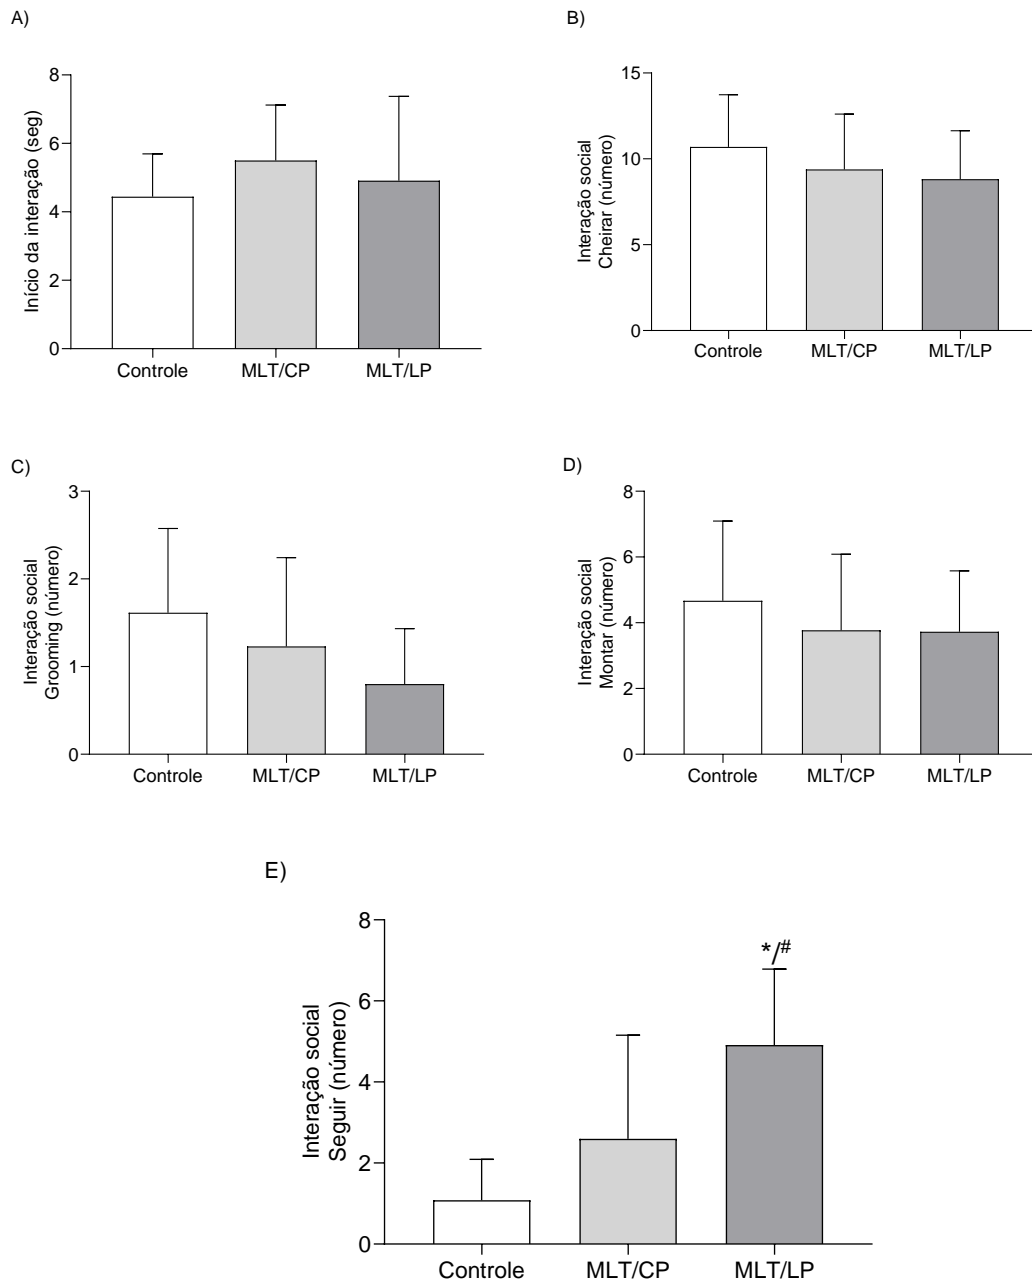 A)
Início da interação (seg)
8
6
4
2
0
Controle
MLT/CP
MLT/LP
B)
Interação social
Cheirar (número)
15
10
5
0
Controle
MLT/CP
MLT/LP
C)
Interação social
Grooming (número)
3
2
1
0
Controle
MLT/CP
MLT/LP
D)
Interação social
Montar (número)
8
6
4
2
0
Controle
MLT/CP
MLT/LP
E)
Interação social
Seguir (número)
8
6
4
2
0
*/#
Controle
MLT/CP
MLT/LP